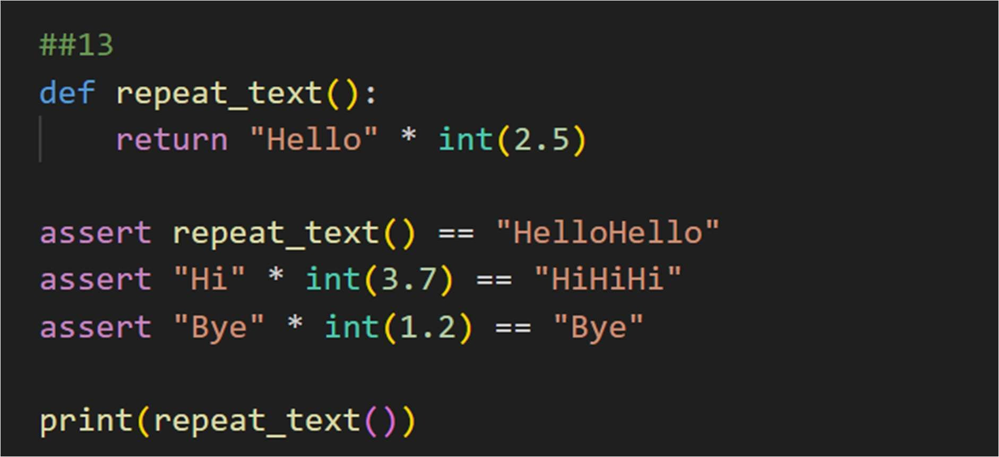 ##13
def repeat_text():
    return "Hello" * int(2.5)
assert repeat_text() == "HelloHello"
assert "Hi" * int(3.7) == "HiHiHi"
assert "Bye" * int(1.2) == "Bye"
print(repeat_text())